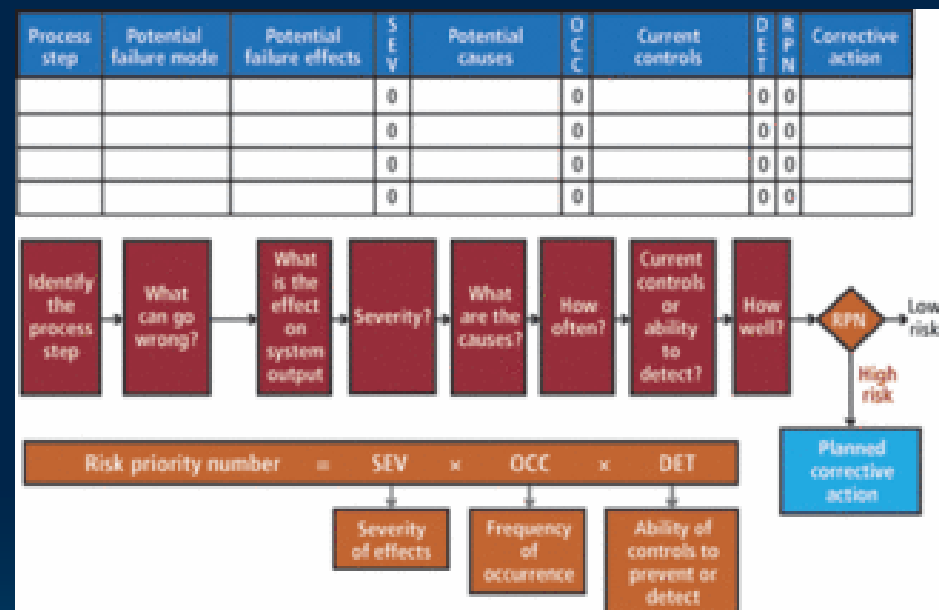 Process step
Potential failure mode
Potential failure effects
SEV
Potential causes
OCC
Current controls
DET
RPN
Corrective action
0 0 0 0
0 0 0 0
0 0 0 0
0 0 0 0
Identify
the
process
step
What
can go
wrong?
What
is the
effect
on
system
output
Severity?
What
are the
causes?
How
often?
Current
controls
or
ability
to
detect?
How
well?
RPN
Low
risk
High
risk
Planned
corrective
action
Risk priority number = SEV × OCC × DET
Severity
of effects
Frequency
of
occurrence
Ability of
controls to
prevent or
detect